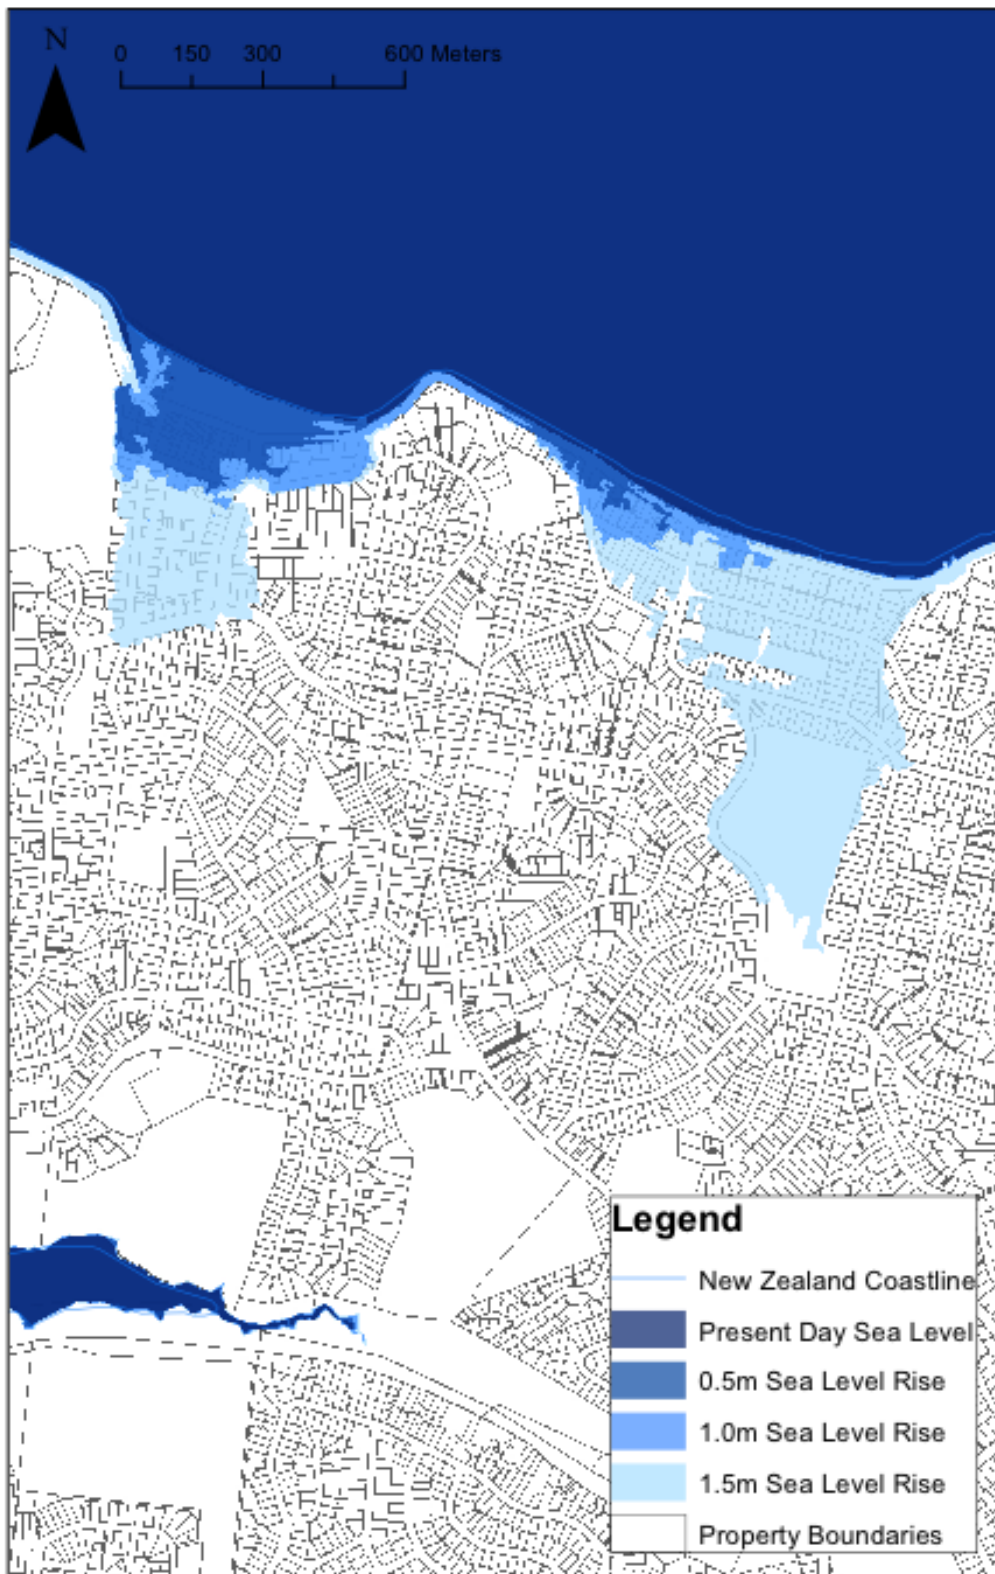 N
0 150 300 600 Meters
Legend
New Zealand Coastline
Present Day Sea Level
0.5m Sea Level Rise
1.0m Sea Level Rise
1.5m Sea Level Rise
Property Boundaries